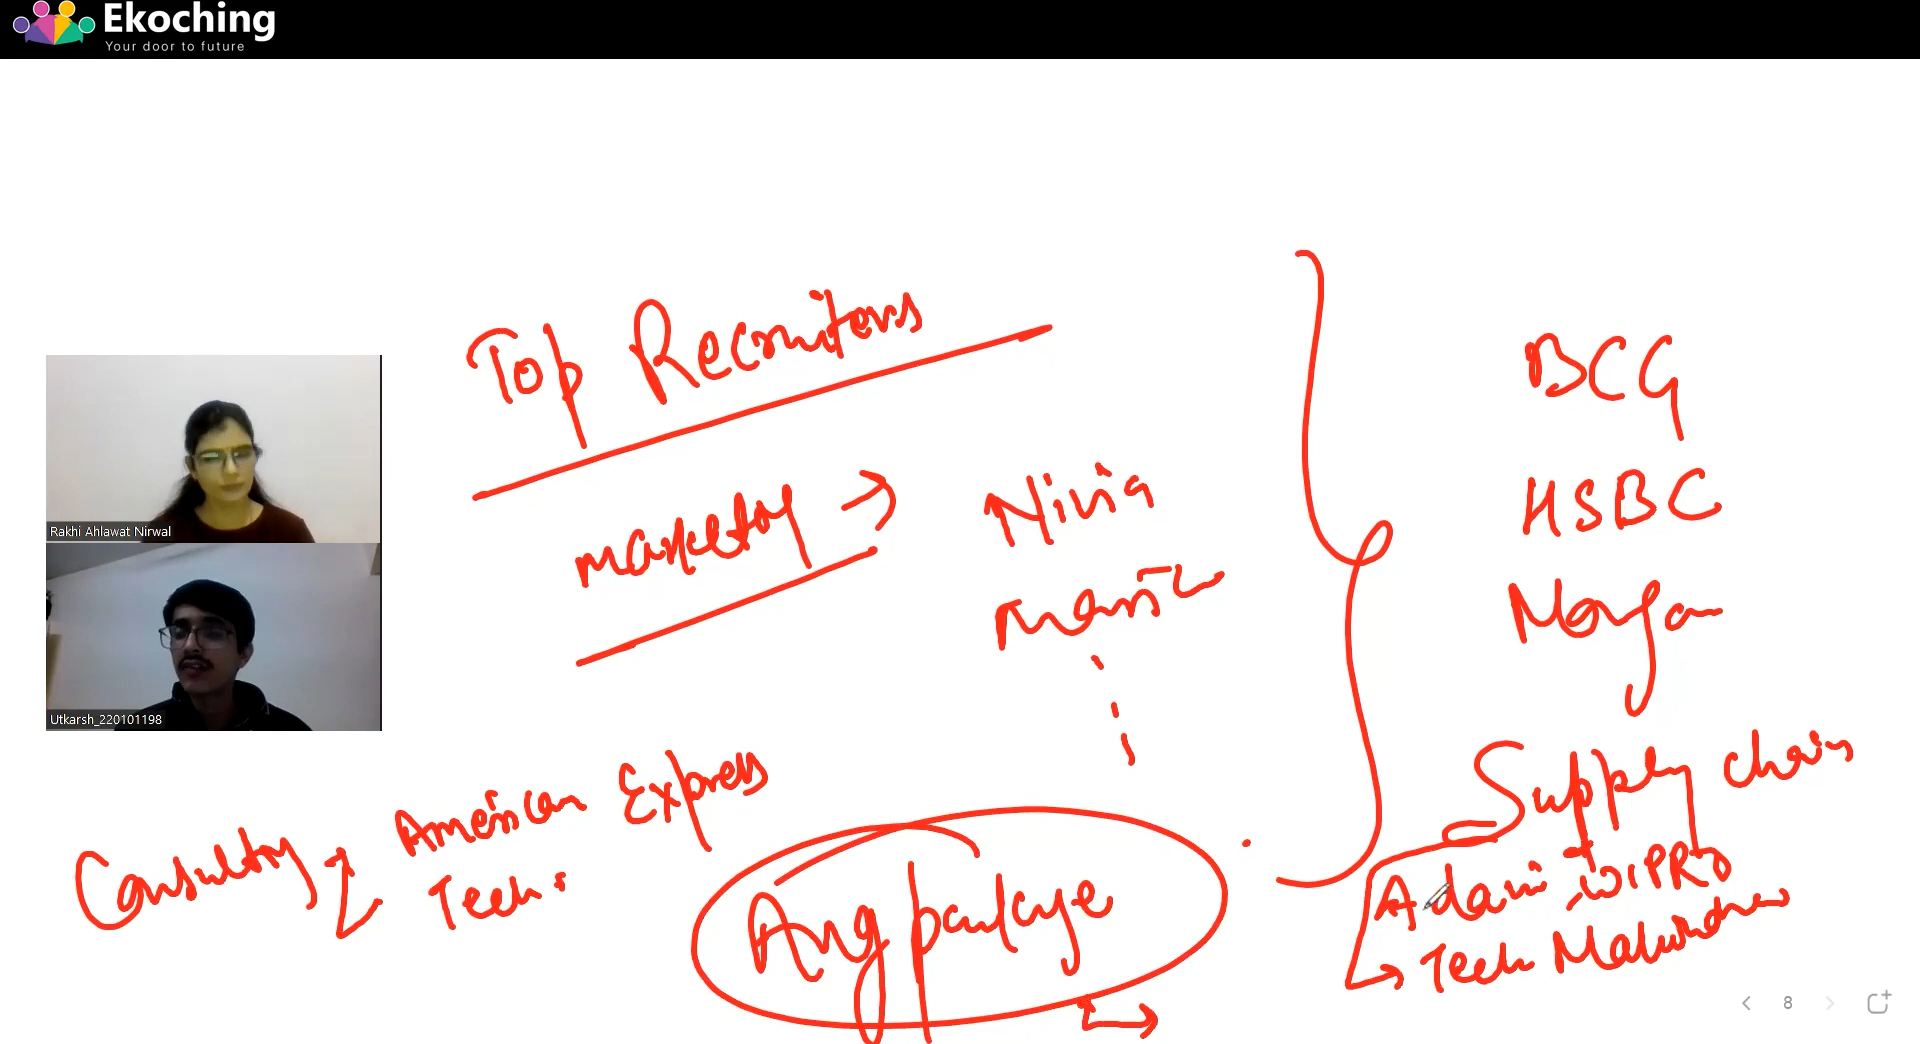 Ekoching
Your door to future
Top Recruiters
marketing → Nivia
BCG
HSBC
Morgan
Rakhi Ahlawat Nirwal
Utkarsh_220101198
Consulting
American Express
Tech
Avg package
Supply chain
Adani, WIPRO
Tech Mahindra
8